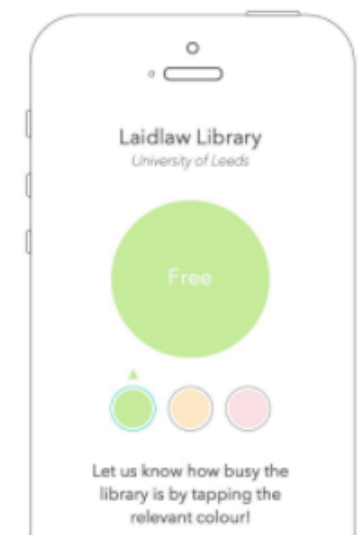 Laidlaw Library
University of Leeds
Free
Let us know how busy the
library is by tapping the
relevant colour!